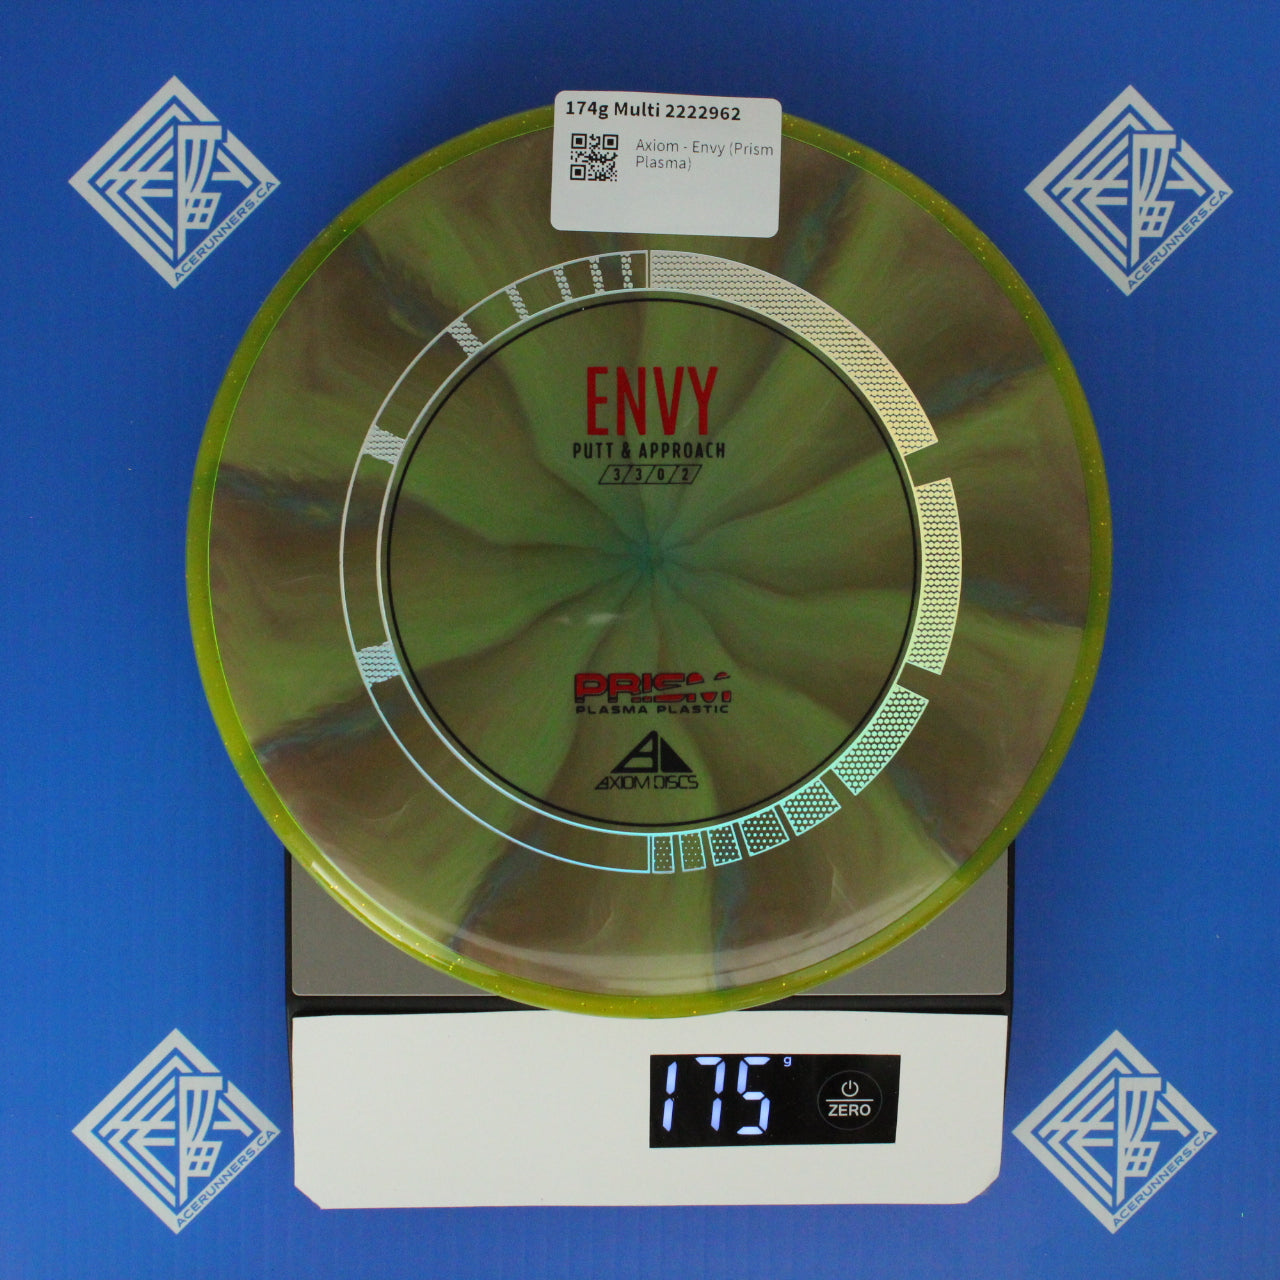 174g Multi 2222962
Axiom - Envy (Prism
Plasma)
ACERUNNERS.CA
ACERUNNERS.CA
ENVY
PUTT & APPROACH
3/3/0/2
PRISM
PLASMA PLASTIC
AXIOM DISCS
175 g
ZERO
ACERUNNERS.CA
ACERUNNERS.CA